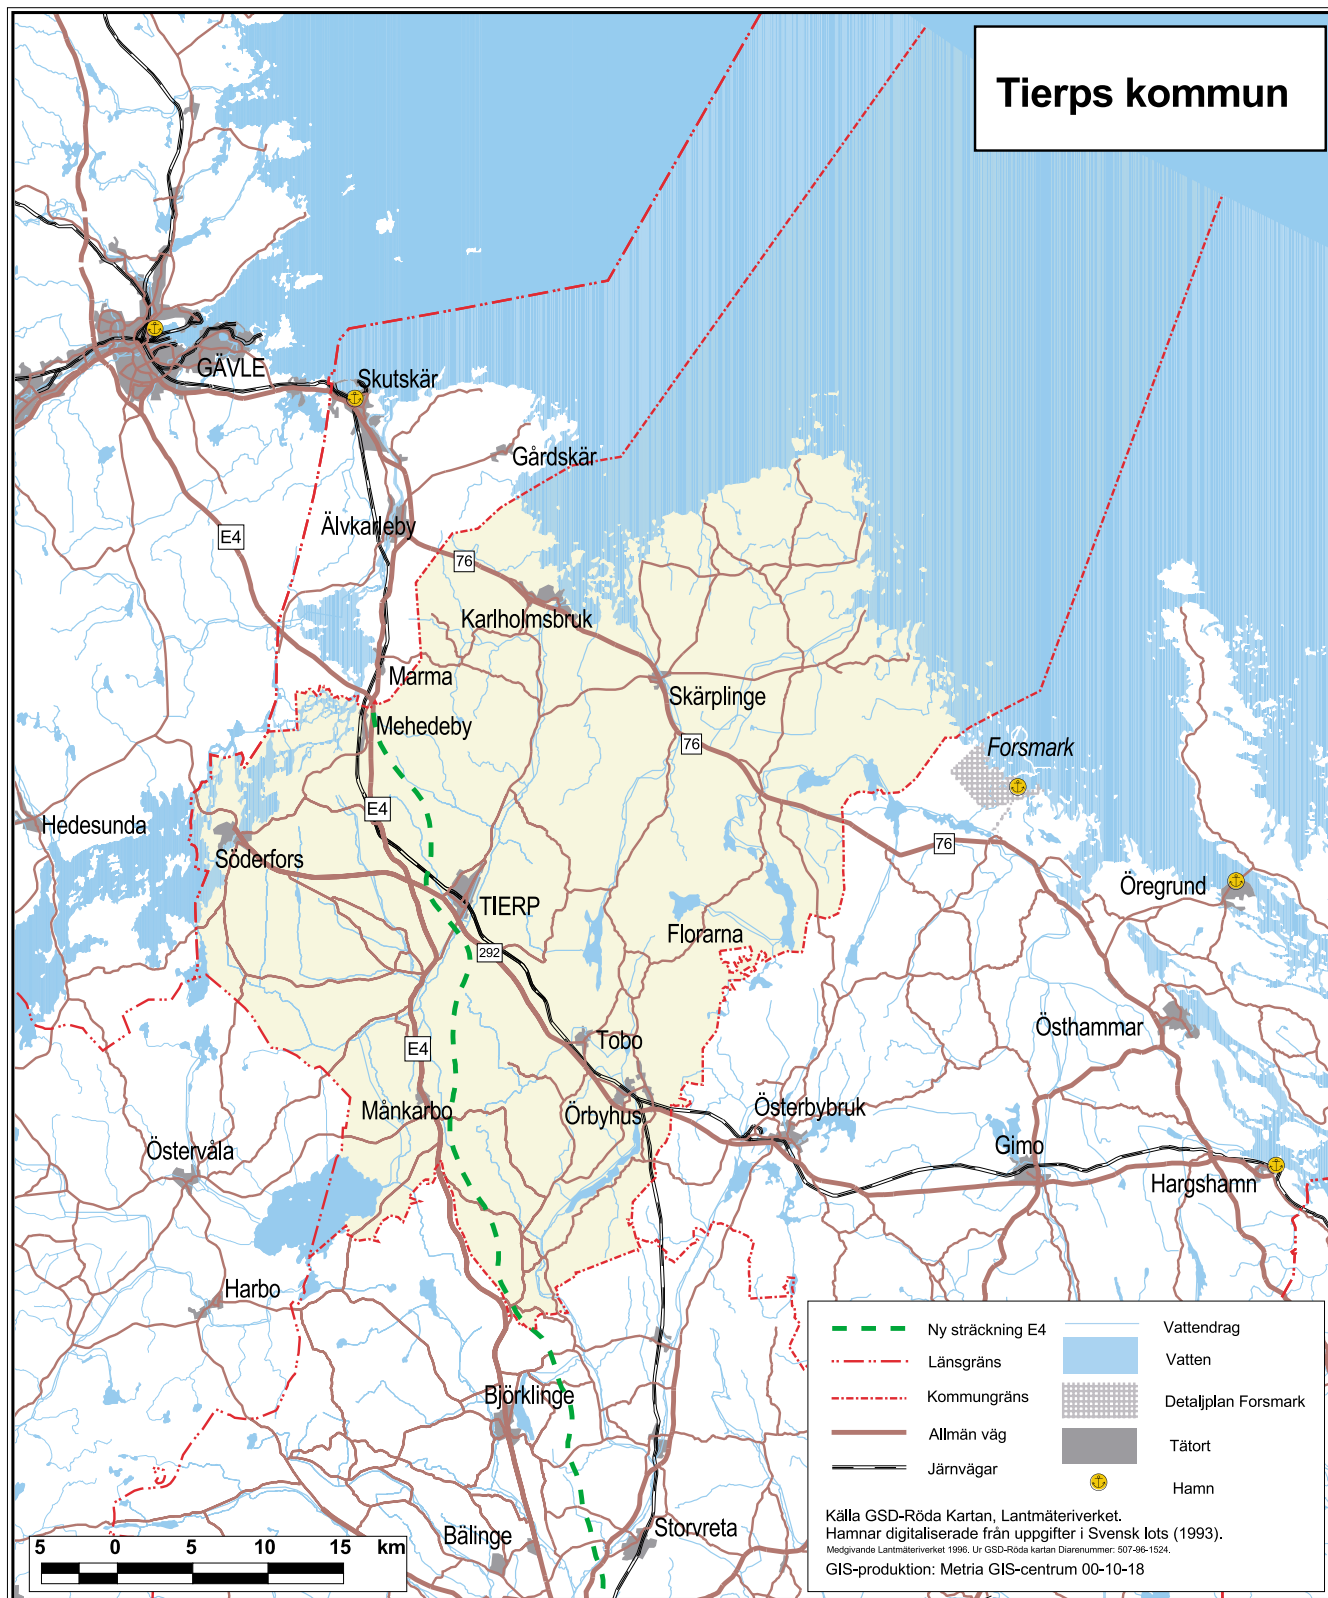 Tierps kommun
GÄVLE
Skutskär
Gårdskär
Älvkarleby
E4
76
Karlholmsbruk
Marma
Skärplinge
Mehedeby
76
Forsmark
E4
Hedesunda
Söderfors
76
Öregrund
TIERP
Florarna
292
Östhammar
Tobo
E4
Månkarbo
Örbyhus
Österbybruk
Gimo
Östervåla
Hargshamn
Harbo
Björklinge
Bälinge
Storvreta
Ny sträckning E4
Länsgräns
Kommungräns
Allmän väg
Järnvägar
Vattendrag
Vatten
Detaljplan Forsmark
Tätort
Hamn
Källa GSD-Röda Kartan, Lantmäteriverket.
Hamnar digitaliserade från uppgifter i Svensk lots (1993).
Medgivande Lantmäteriverket 1996. Ur GSD-Röda kartan Diarenummer: 507-96-1524.
GIS-produktion: Metria GIS-centrum 00-10-18
5 0 5 10 15 km